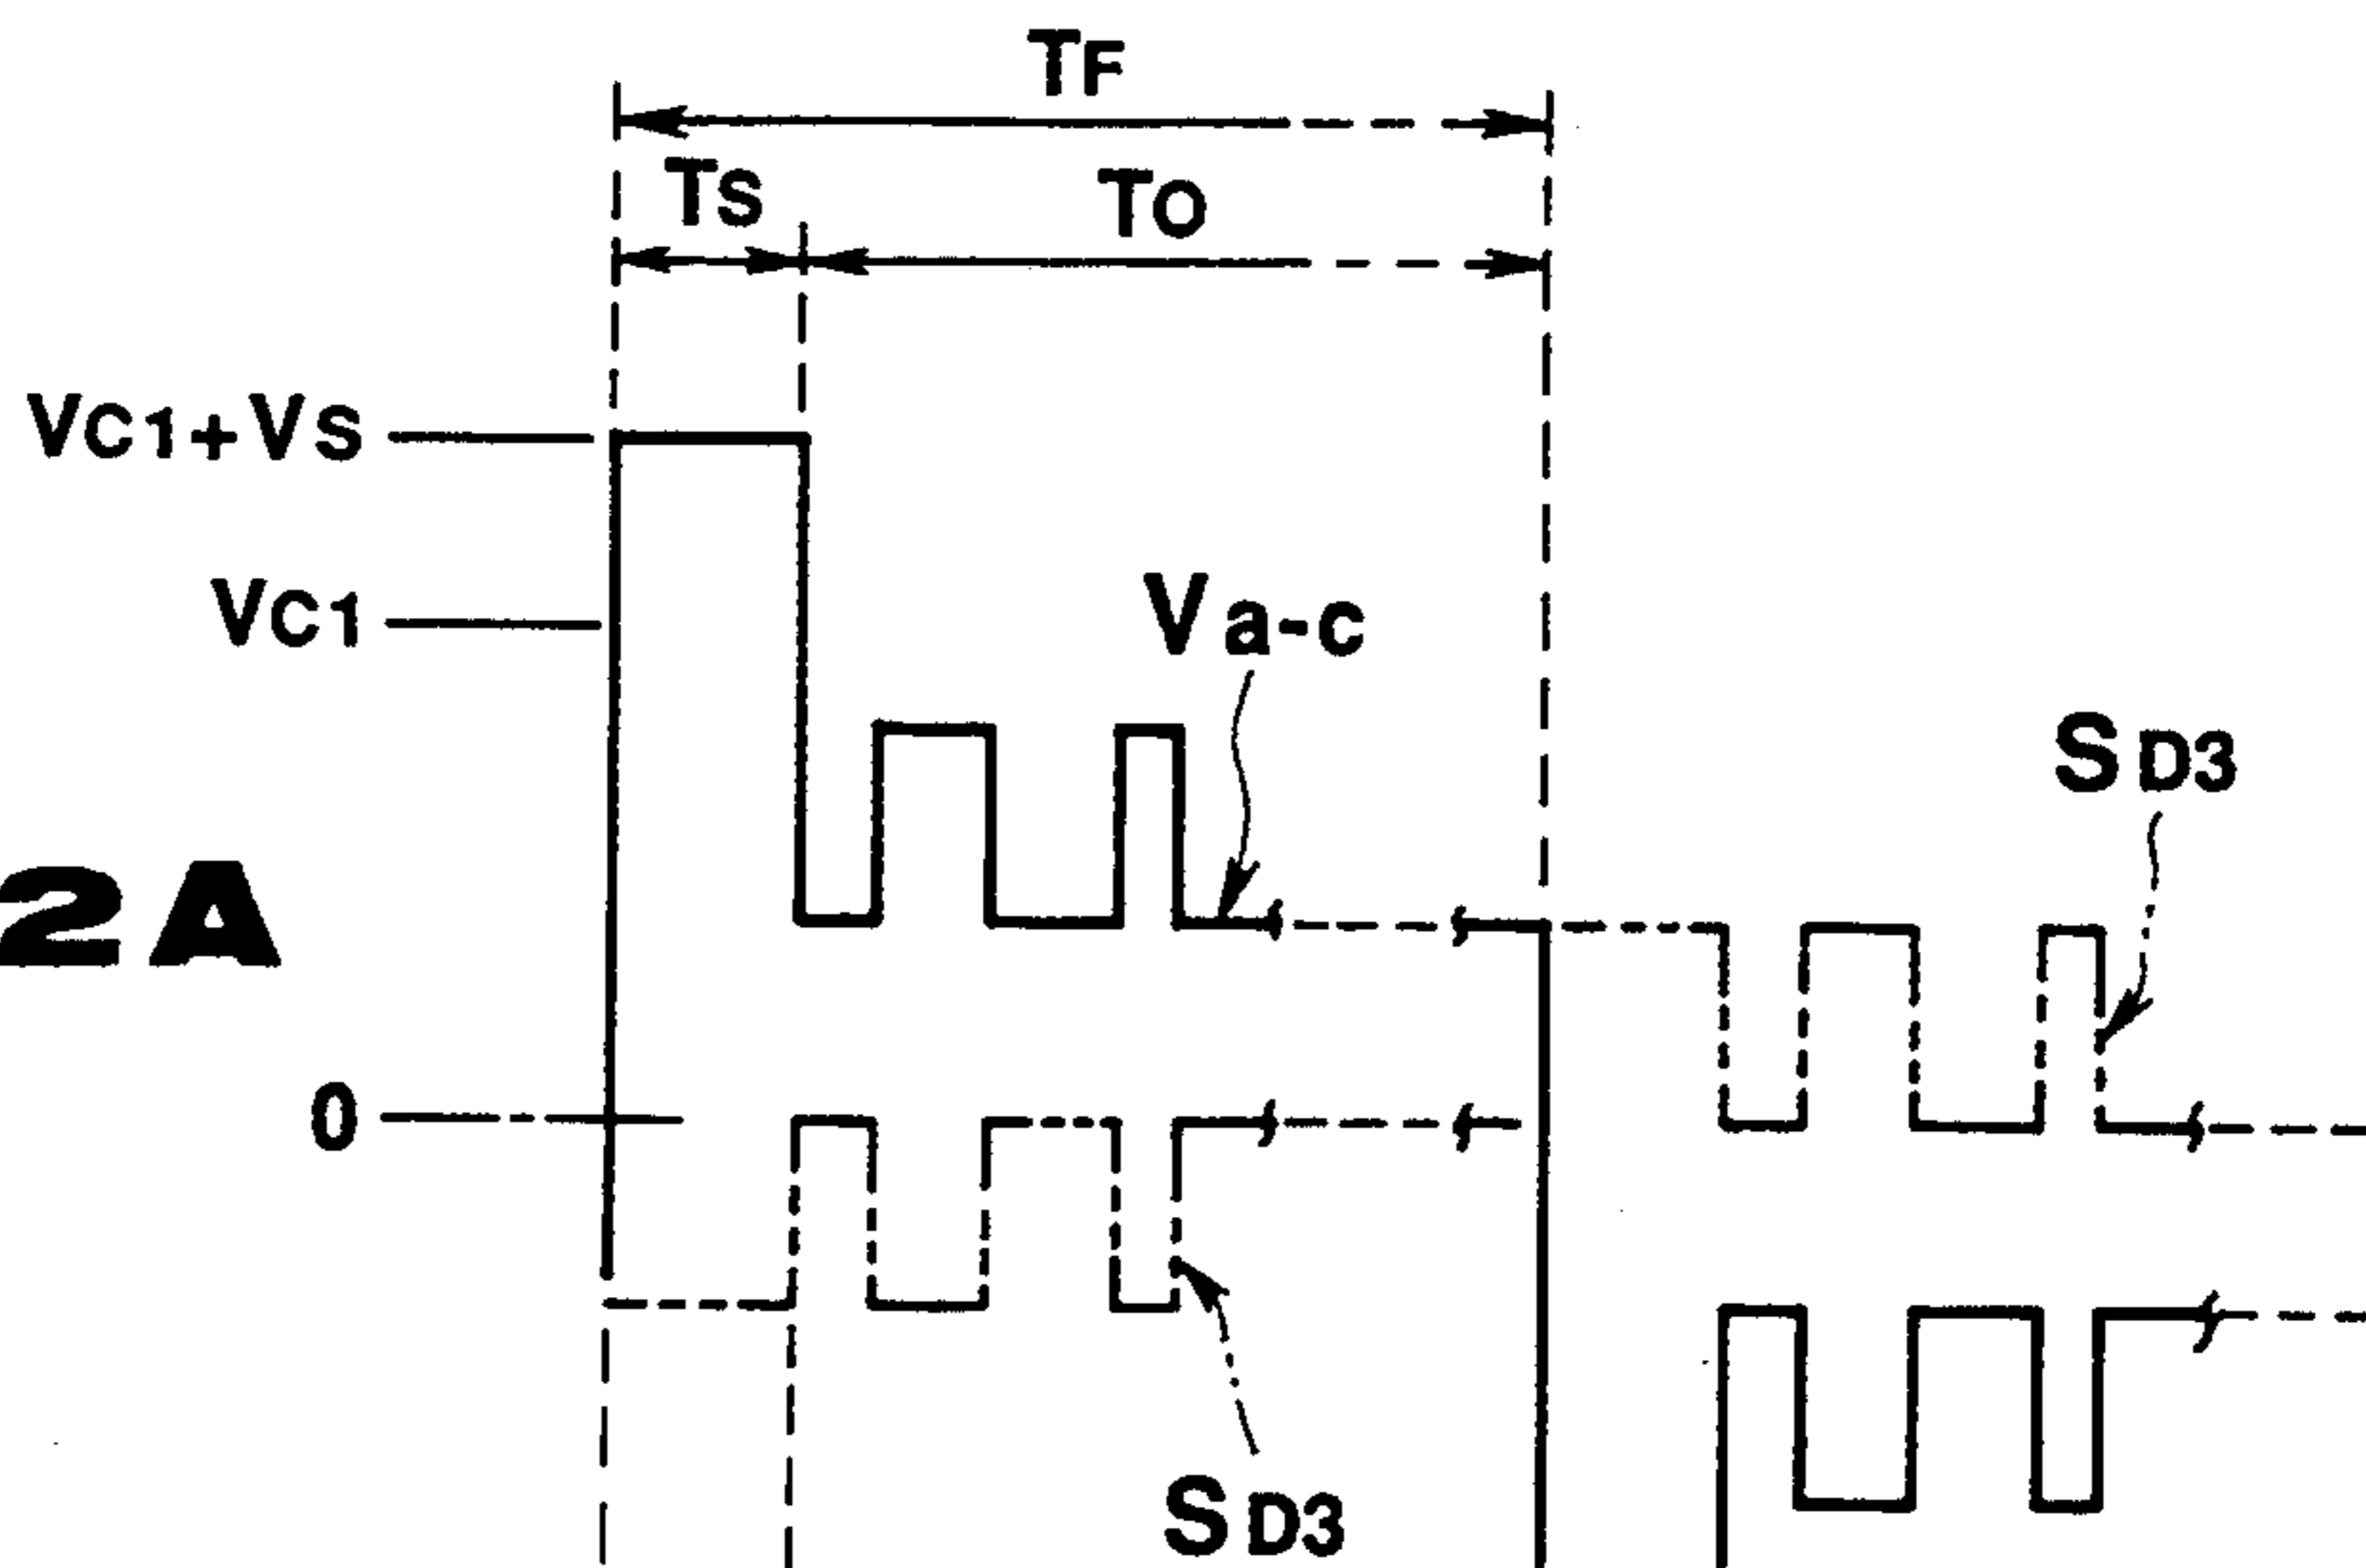 TF
TS
TO
VC1+VS
VC1
Va-c
SD3
2A
0
SD3